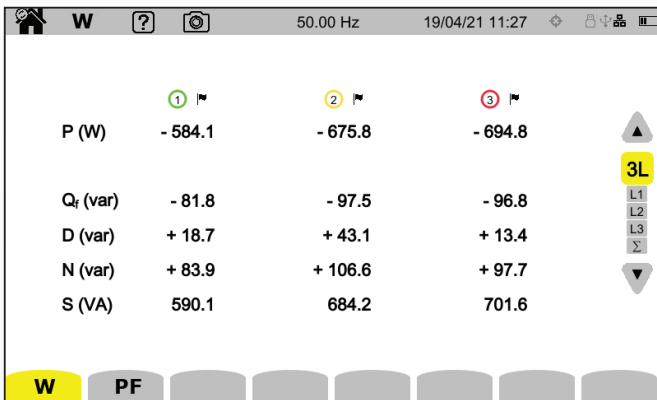 W ? 50.00 Hz 19/04/21 11:27
1 2 3
P (W) - 584.1 - 675.8 - 694.8
3L
Qf (var) - 81.8 - 97.5 - 96.8
L1
L2
D (var) + 18.7 + 43.1 + 13.4
L3
Σ
N (var) + 83.9 + 106.6 + 97.7
S (VA) 590.1 684.2 701.6
W PF